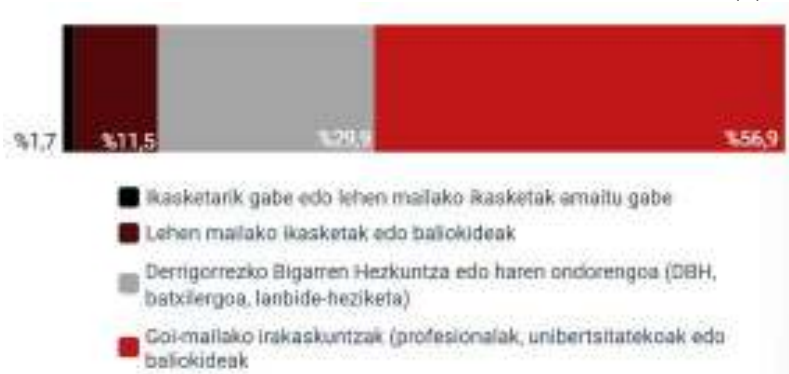 %1,7 %11,5 %29,9 %56,9
Ikasketarik gabe edo lehen mailako ikasketak amaitu gabe
Lehen mailako ikasketak edo baliokideak
Derrigorrezko Bigarren Hezkuntza edo haren ondorengoa (DBH,
batxilergoa, lanbide-heziketa)
Goi-mailako irakaskuntzak (profesionalak, unibertsitatekoak edo
baliokideak